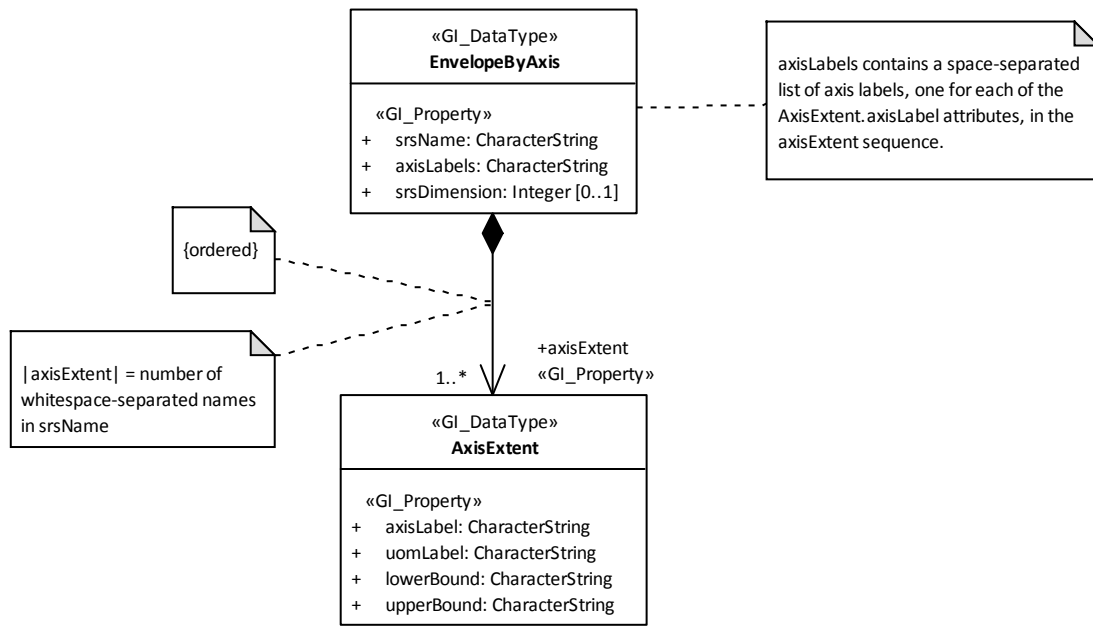 «GI_DataType»
EnvelopeByAxis
«GI_Property»
+ srsName: CharacterString
+ axisLabels: CharacterString
+ srsDimension: Integer [0..1]
axisLabels contains a space-separated
list of axis labels, one for each of the
AxisExtent.axisLabel attributes, in the
axisExtent sequence.
{ordered}
|axisExtent| = number of
whitespace-separated names
in srsName
+axisExtent
1..* «GI_Property»
«GI_DataType»
AxisExtent
«GI_Property»
+ axisLabel: CharacterString
+ uomLabel: CharacterString
+ lowerBound: CharacterString
+ upperBound: CharacterString